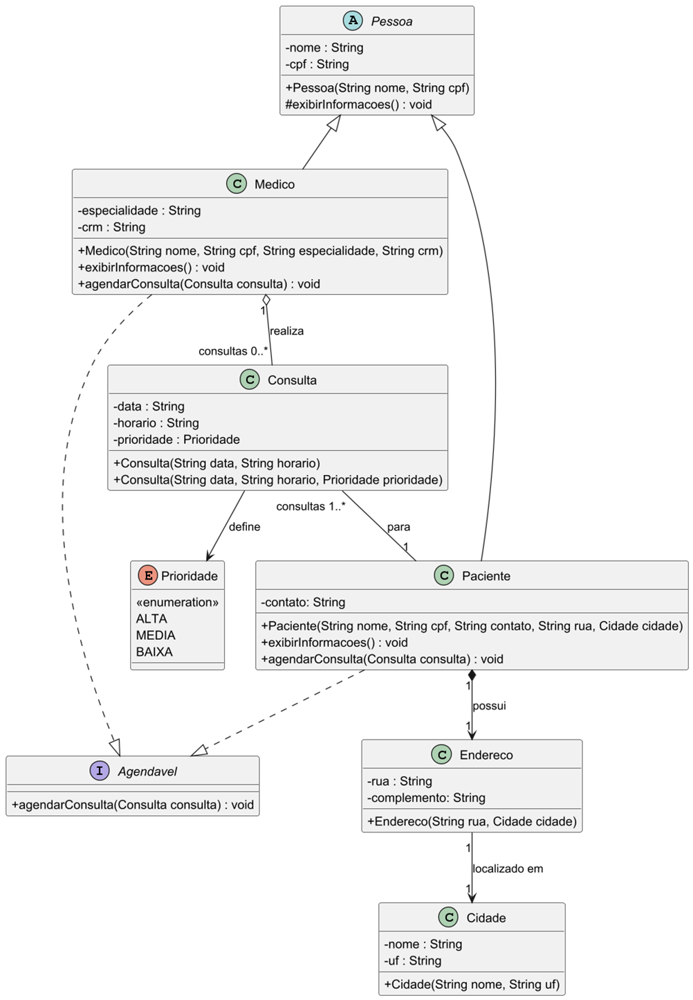 A Pessoa
-nome : String
-cpf : String
+Pessoa(String nome, String cpf)
#exibirInformacoes() : void
C Medico
-especialidade : String
-crm : String
+Medico(String nome, String cpf, String especialidade, String crm)
+exibirInformacoes() : void
+agendarConsulta(Consulta consulta) : void
1
realiza
consultas 0..*
C Consulta
-data : String
-horario : String
-prioridade : Prioridade
+Consulta(String data, String horario)
+Consulta(String data, String horario, Prioridade prioridade)
consultas 1..*
define
para
1
E Prioridade
«enumeration»
ALTA
MEDIA
BAIXA
C Paciente
-contato: String
+Paciente(String nome, String cpf, String contato, String rua, Cidade cidade)
+exibirInformacoes() : void
+agendarConsulta(Consulta consulta) : void
1
possui
1
I Agendavel
+agendarConsulta(Consulta consulta) : void
C Endereco
-rua : String
-complemento: String
+Endereco(String rua, Cidade cidade)
1
localizado em
1
C Cidade
-nome : String
-uf : String
+Cidade(String nome, String uf)